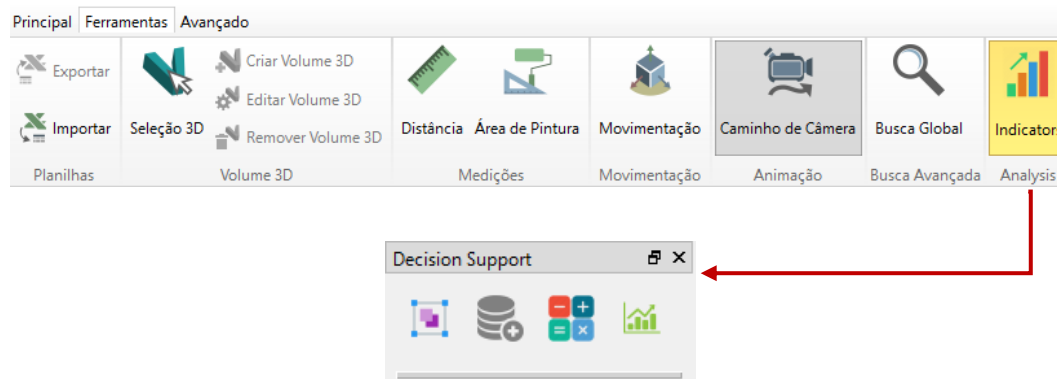 Principal Ferramentas Avançado
Exportar
Importar
Seleção 3D
Criar Volume 3D
Editar Volume 3D
Remover Volume 3D
Distância Área de Pintura
Movimentação
Caminho de Câmera
Busca Global
Indicators
Planilhas Volume 3D Medições Movimentação Animação Busca Avançada Analysis
Decision Support